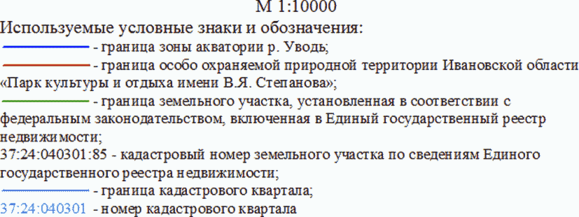 М 1:10000
Используемые условные знаки и обозначения:
- граница зоны акватории р. Уводь;
- граница особо охраняемой природной территории Ивановской области
«Парк культуры и отдыха имени В.Я. Степанова»;
- граница земельного участка, установленная в соответствии с
федеральным законодательством, включенная в Единый государственный реестр
недвижимости;
37:24:040301:85 - кадастровый номер земельного участка по сведениям Единого
государственного реестра недвижимости;
- граница кадастрового квартала;
37:24:040301 - номер кадастрового квартала